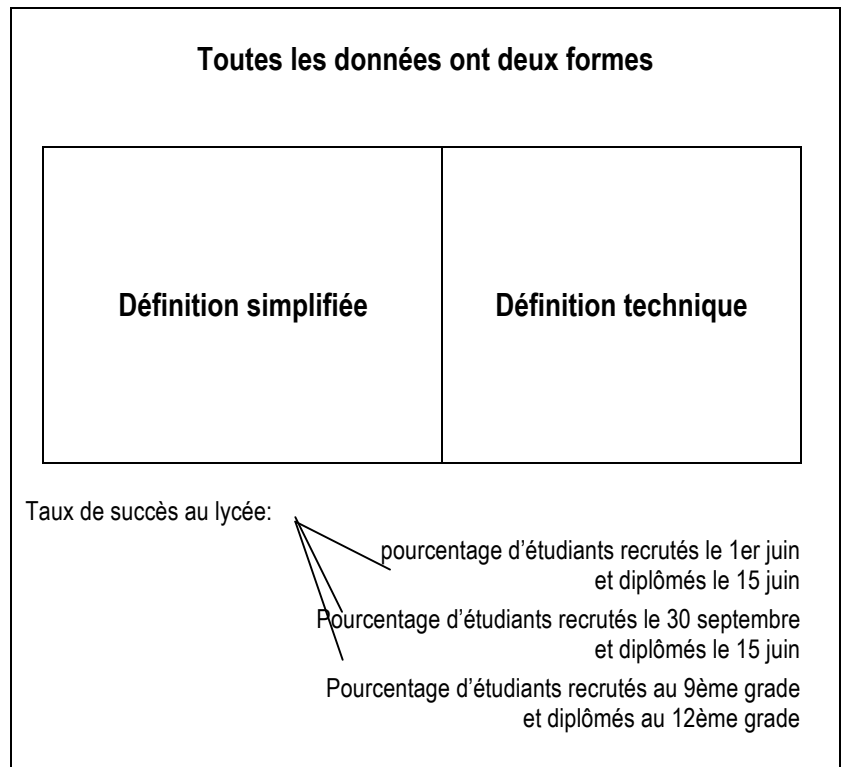 Toutes les données ont deux formes
Définition simplifiée
Définition technique
Taux de succès au lycée:
pourcentage d’étudiants recrutés le 1er juin
et diplômés le 15 juin
Pourcentage d’étudiants recrutés le 30 septembre
et diplômés le 15 juin
Pourcentage d’étudiants recrutés au 9ème grade
et diplômés au 12ème grade